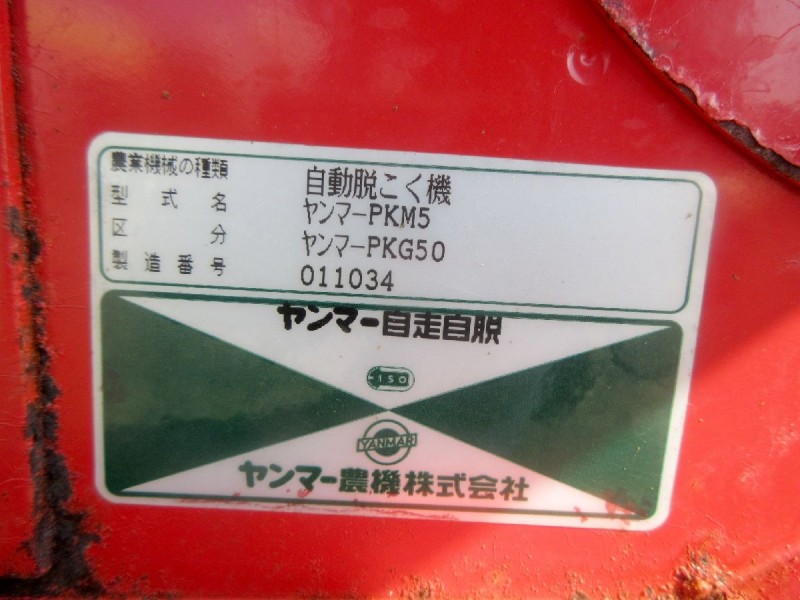 農業機械の種類 自動脱こく機
型式名 ヤンマーPKM5
区分 ヤンマーPKG50
製造番号 011034
ヤンマー自走自脱
ISO
YANMAR
ヤンマー農機株式会社